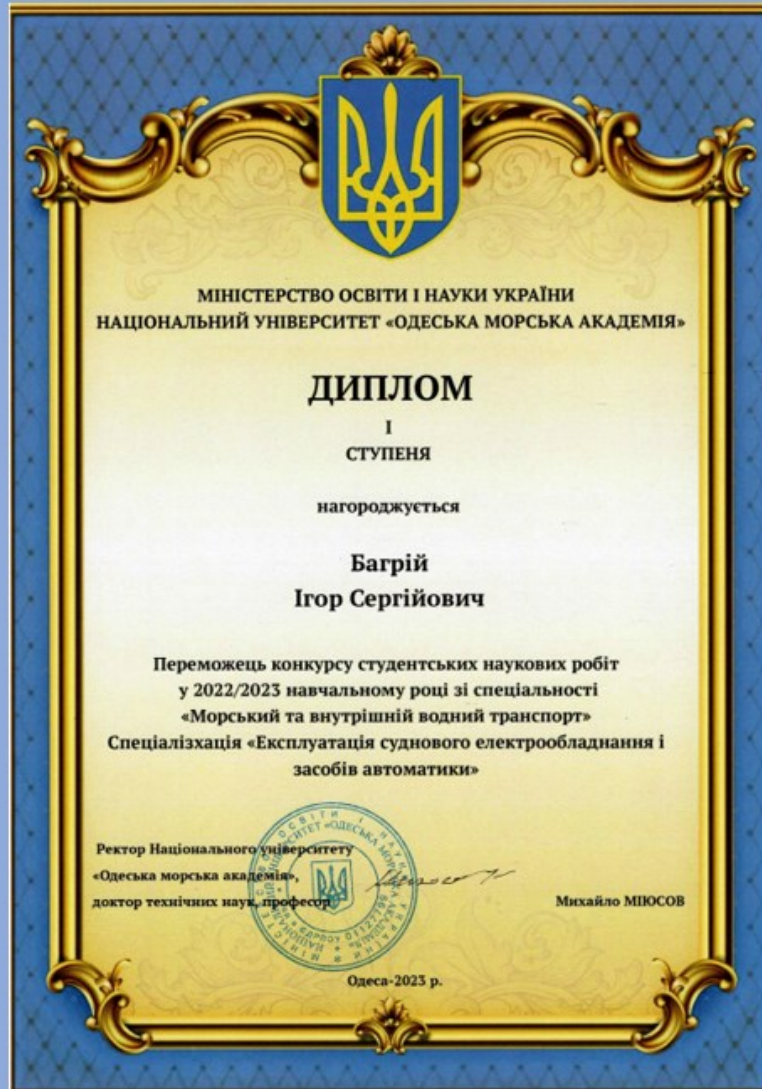 МІНІСТЕРСТВО ОСВІТИ І НАУКИ УКРАЇНИ
НАЦІОНАЛЬНИЙ УНІВЕРСИТЕТ «ОДЕСЬКА МОРСЬКА АКАДЕМІЯ»
ДИПЛОМ
І
СТУПЕНЯ
нагороджується
Багрій
Ігор Сергійович
Переможець конкурсу студентських наукових робіт
у 2022/2023 навчальному році зі спеціальності
«Морський та внутрішній водний транспорт»
Спеціалізхація «Експлуатація суднового електрообладнання і
засобів автоматики»
Ректор Національного університету
«Одеська морська академія»,
доктор технічних наук, професор
Михайло МІЮСОВ
Одеса-2023 р.